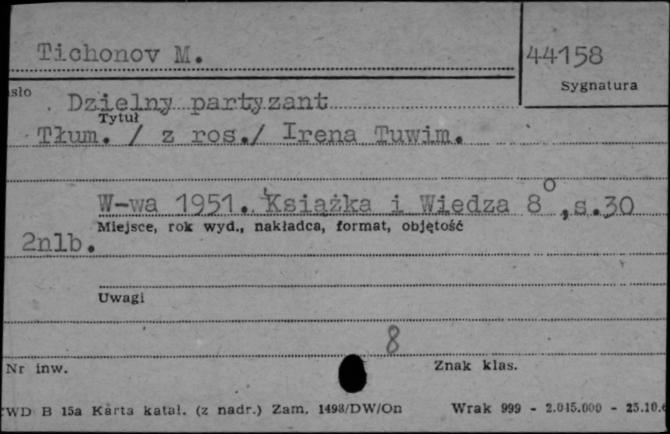 Tichonov M.
44158
Sygnatura
sło
Dzielny partyzant
Tytuł
Tłum. / z ros./ Irena Tuwim.
W-wa 1951. Książka i Wiedza 8°, s.30
Miejsce, rok wyd., nakładca, format, objętość
2nlb.
Uwagi
8
Nr inw.
Znak klas.
WD B 15a Karta katal. (z nadr.) Zam. 1498/DW/On Wrak 999 - 2.015.000 - 25.10.